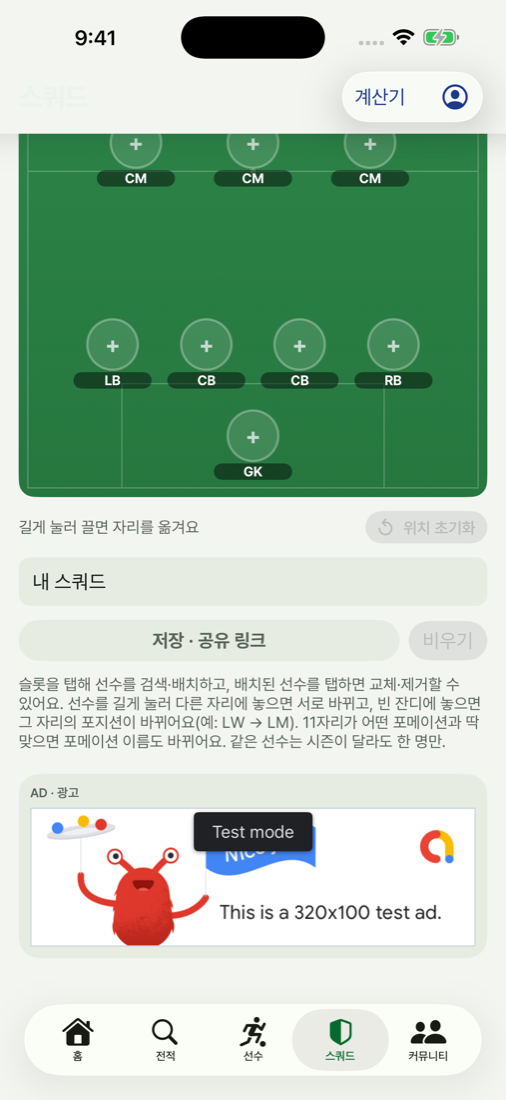 9:41
스쿼드
계산기
CM
CM
CM
LB
CB
CB
RB
GK
길게 눌러 끌면 자리를 옮겨요
위치 초기화
내 스쿼드
저장 · 공유 링크
비우기
슬롯을 탭해 선수를 검색·배치하고, 배치된 선수를 탭하면 교체·제거할 수
있어요. 선수를 길게 눌러 다른 자리에 놓으면 서로 바뀌고, 빈 잔디에 놓으면
그 자리의 포지션이 바뀌어요(예: LW → LM). 11자리가 어떤 포메이션과 딱
맞으면 포메이션 이름도 바뀌어요. 같은 선수는 시즌이 달라도 한 명만.
AD · 광고
Test mode
This is a 320x100 test ad.
홈
전적
선수
스쿼드
커뮤니티